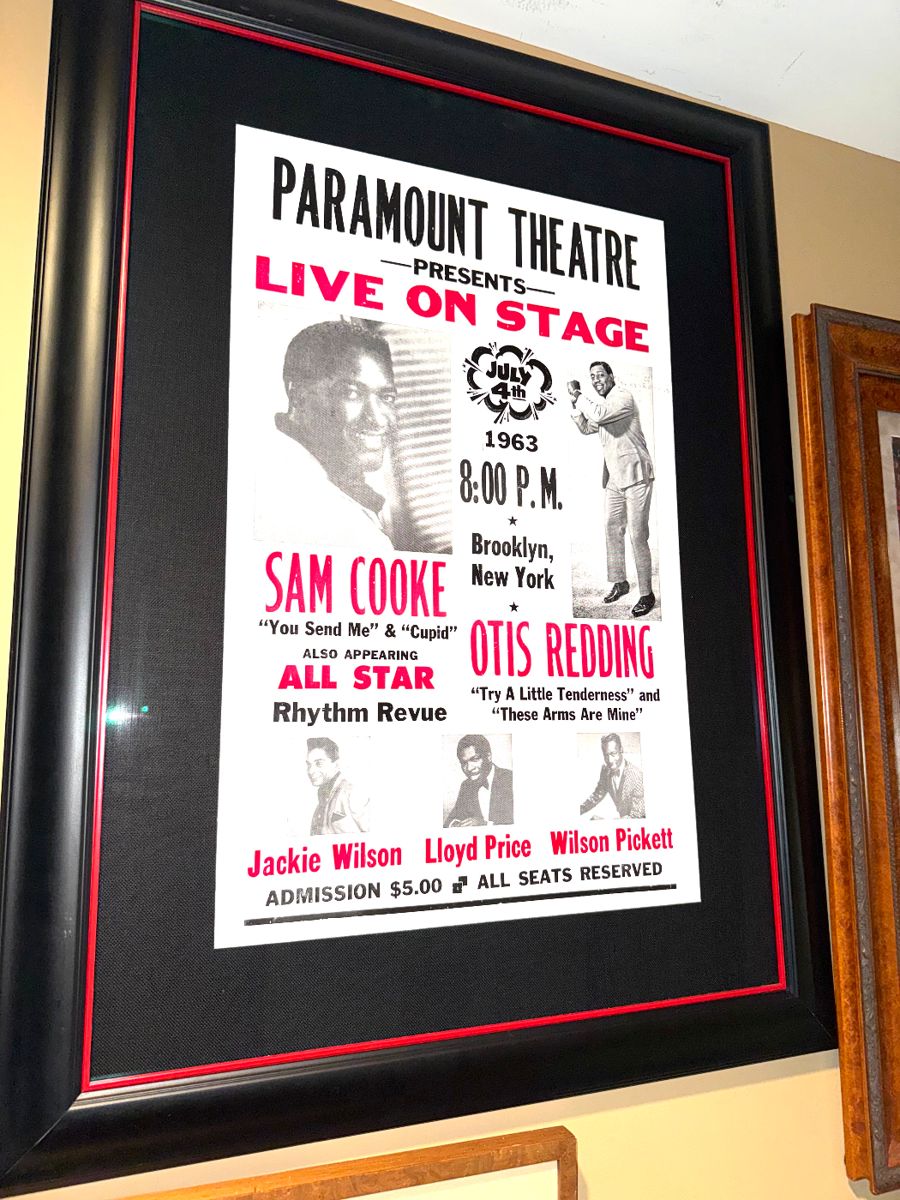 PARAMOUNT THEATRE
—PRESENTS—
LIVE ON STAGE
JULY
4th
1963
8:00 P.M.
★
Brooklyn,
New York
★
SAM COOKE
“You Send Me” & “Cupid”
ALSO APPEARING
ALL STAR
Rhythm Revue
OTIS REDDING
“Try A Little Tenderness” and
“These Arms Are Mine”
Jackie Wilson Lloyd Price Wilson Pickett
ADMISSION $5.00 ALL SEATS RESERVED